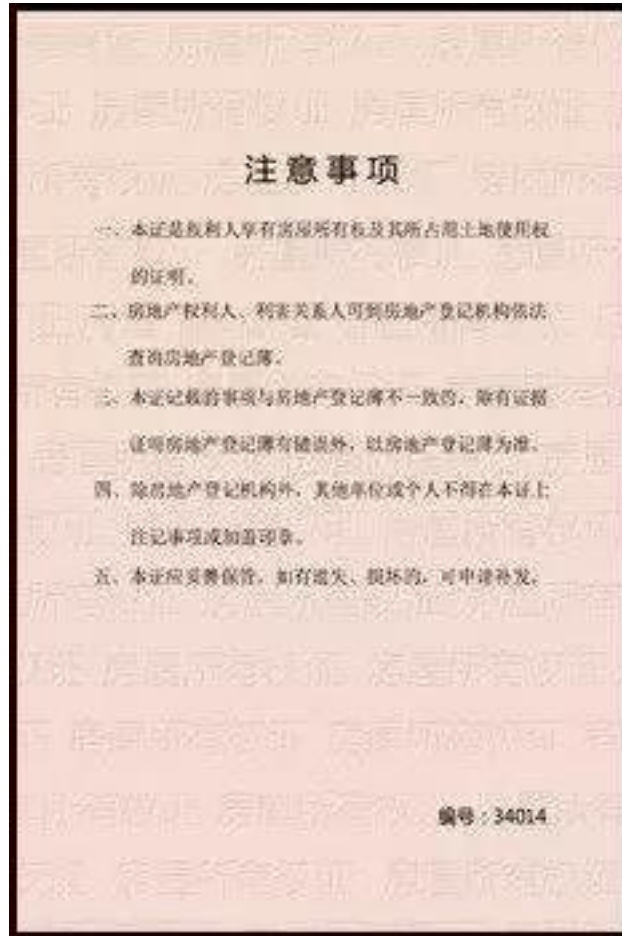 注意事项
一、本证是权利人享有房屋所有权及其所占用土地使用权
的证明。
二、房地产权利人、利害关系人可到房地产登记机构依法
查询房地产登记簿。
三、本证记载的事项与房地产登记簿不一致的，除有证据
证明房地产登记簿有错误外，以房地产登记簿为准。
四、除房地产登记机构外，其他单位或个人不得在本证上
注记事项或加盖印章。
五、本证应妥善保管，如有遗失、损坏的，可申请补发。
编号：34014